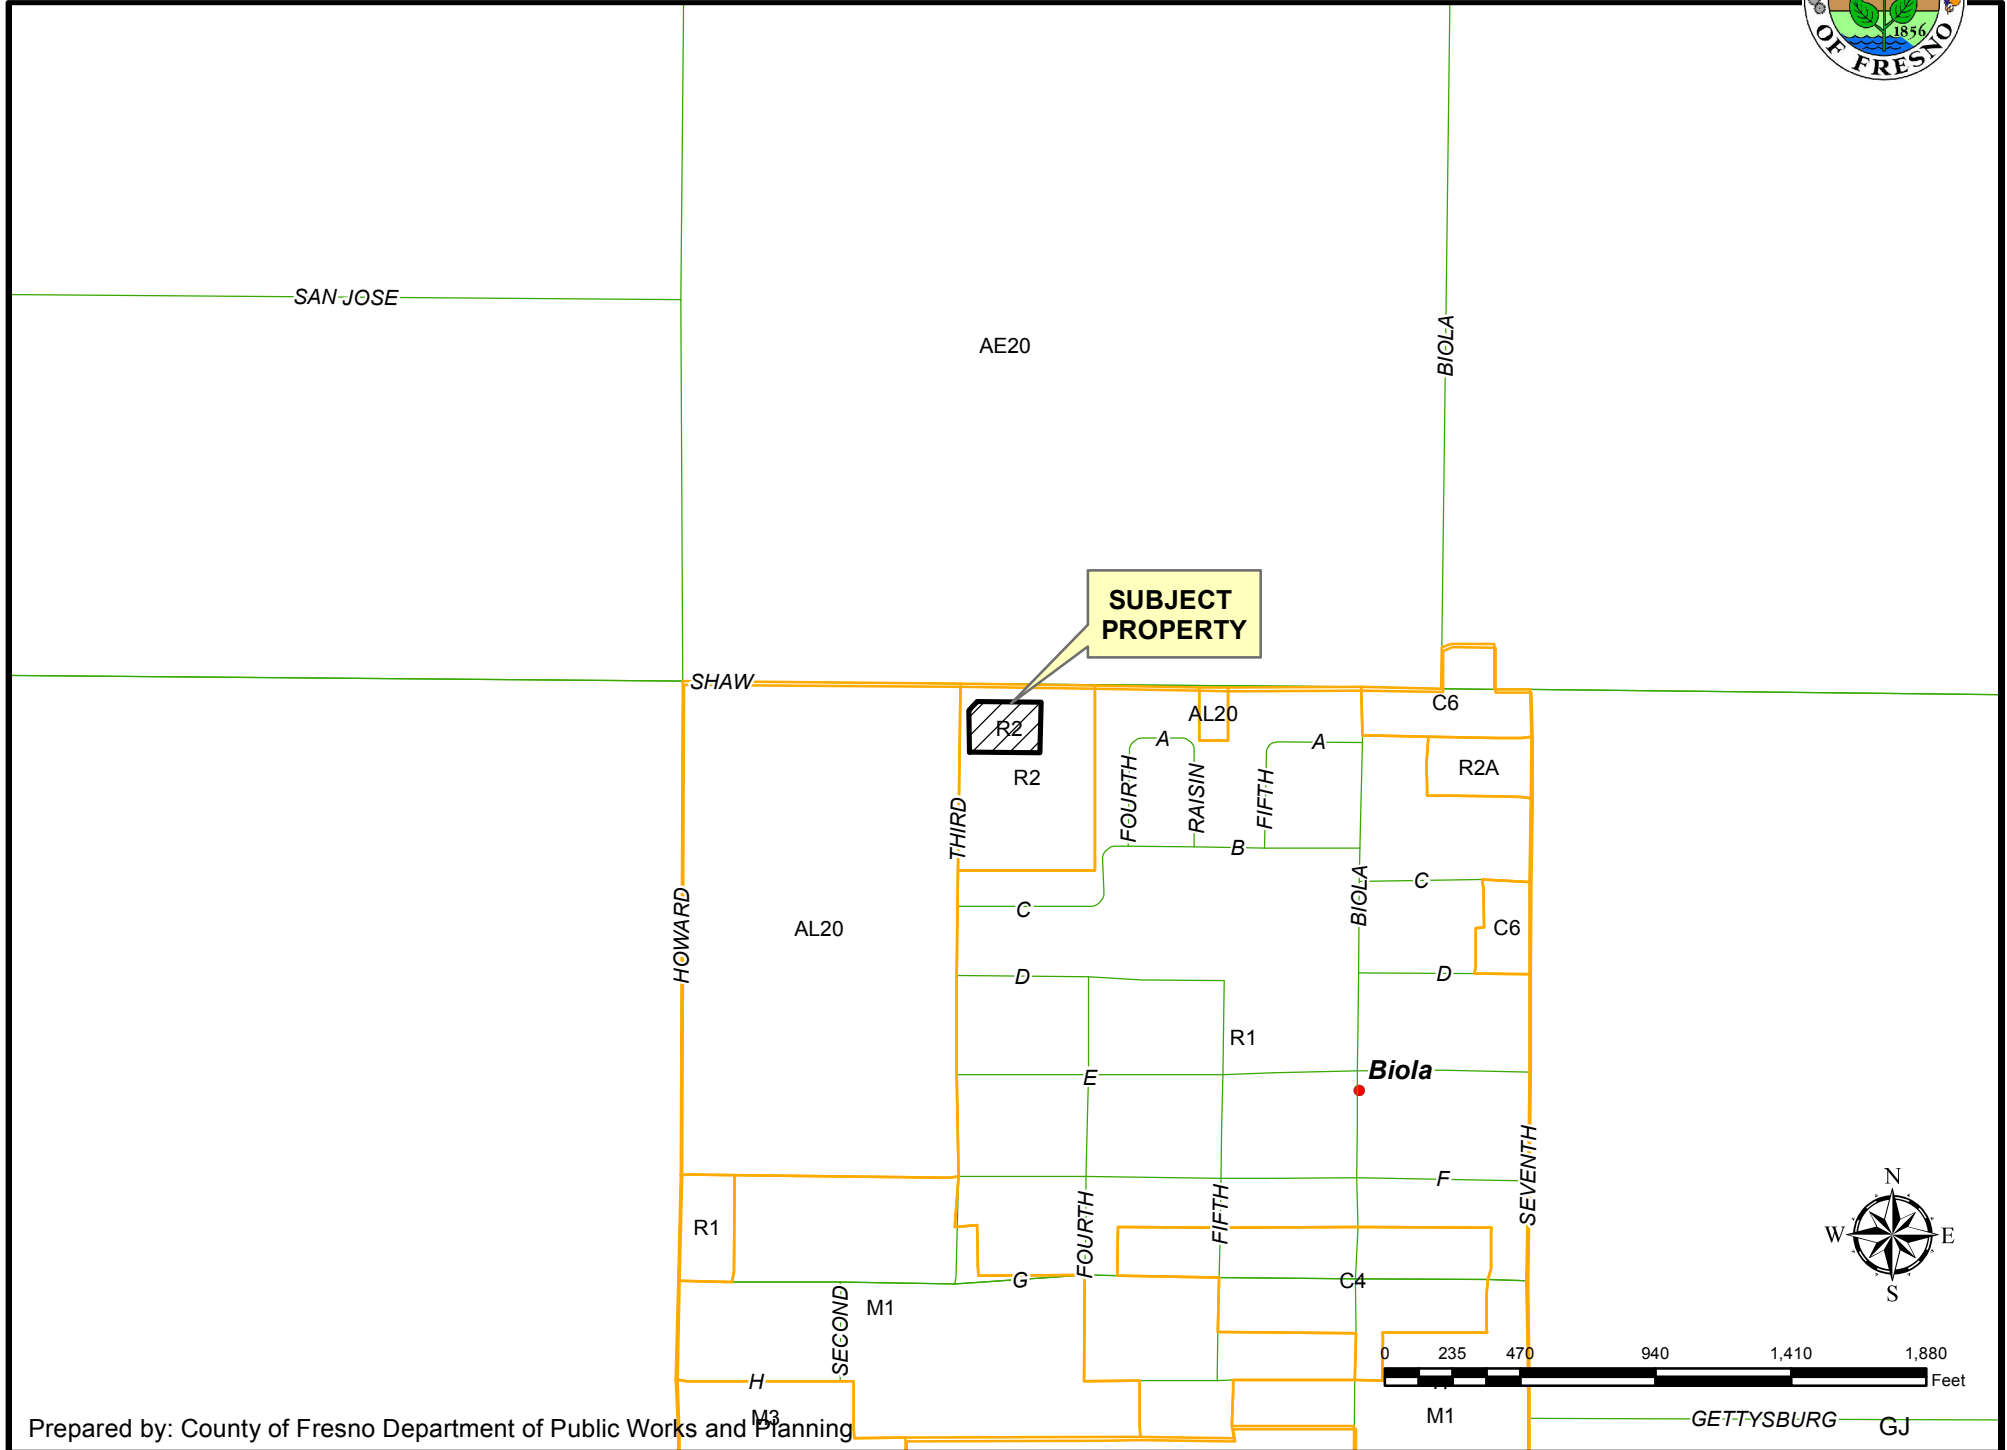 1856
OF FRESNO
SAN JOSE
AE20
BIOLA
SUBJECT
PROPERTY
SHAW
C6
AL20
R2
A
A
R2A
R2
FOURTH
RAISIN
FIFTH
THIRD
B
C
BIOLA
C
HOWARD
AL20
C6
D
D
R1
E
Biola
SEVENTH
F
R1
FOURTH
FIFTH
N
W
E
S
G
C4
M1
SECOND
0 235 470 940 1,410 1,880
Feet
H
H
M3
M1
GETTYSBURG
GJ
Prepared by: County of Fresno Department of Public Works and Planning